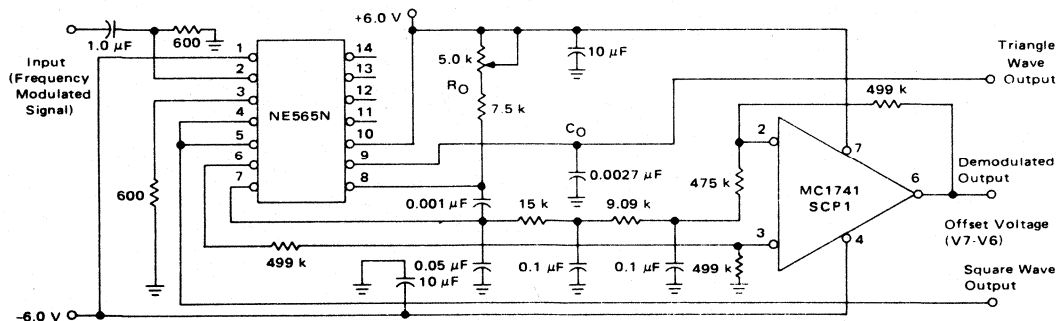 +6.0 V
1.0 µF
600
Input
(Frequency
Modulated
Signal)
1
2
3
4
5
6
7
NE565N
14
13
12
11
10
9
8
5.0 k
R O
7.5 k
10 µF
C O
0.0027 µF
0.001 µF
600
15 k
9.09 k
475 k
499 k
2
3
7
6
4
MC1741
SCP1
499 k
499 k
0.05 µF
10 µF
0.1 µF
0.1 µF
Triangle
Wave
Output
Demodulated
Output
Offset Voltage
(V7-V6)
Square Wave
Output
-6.0 V